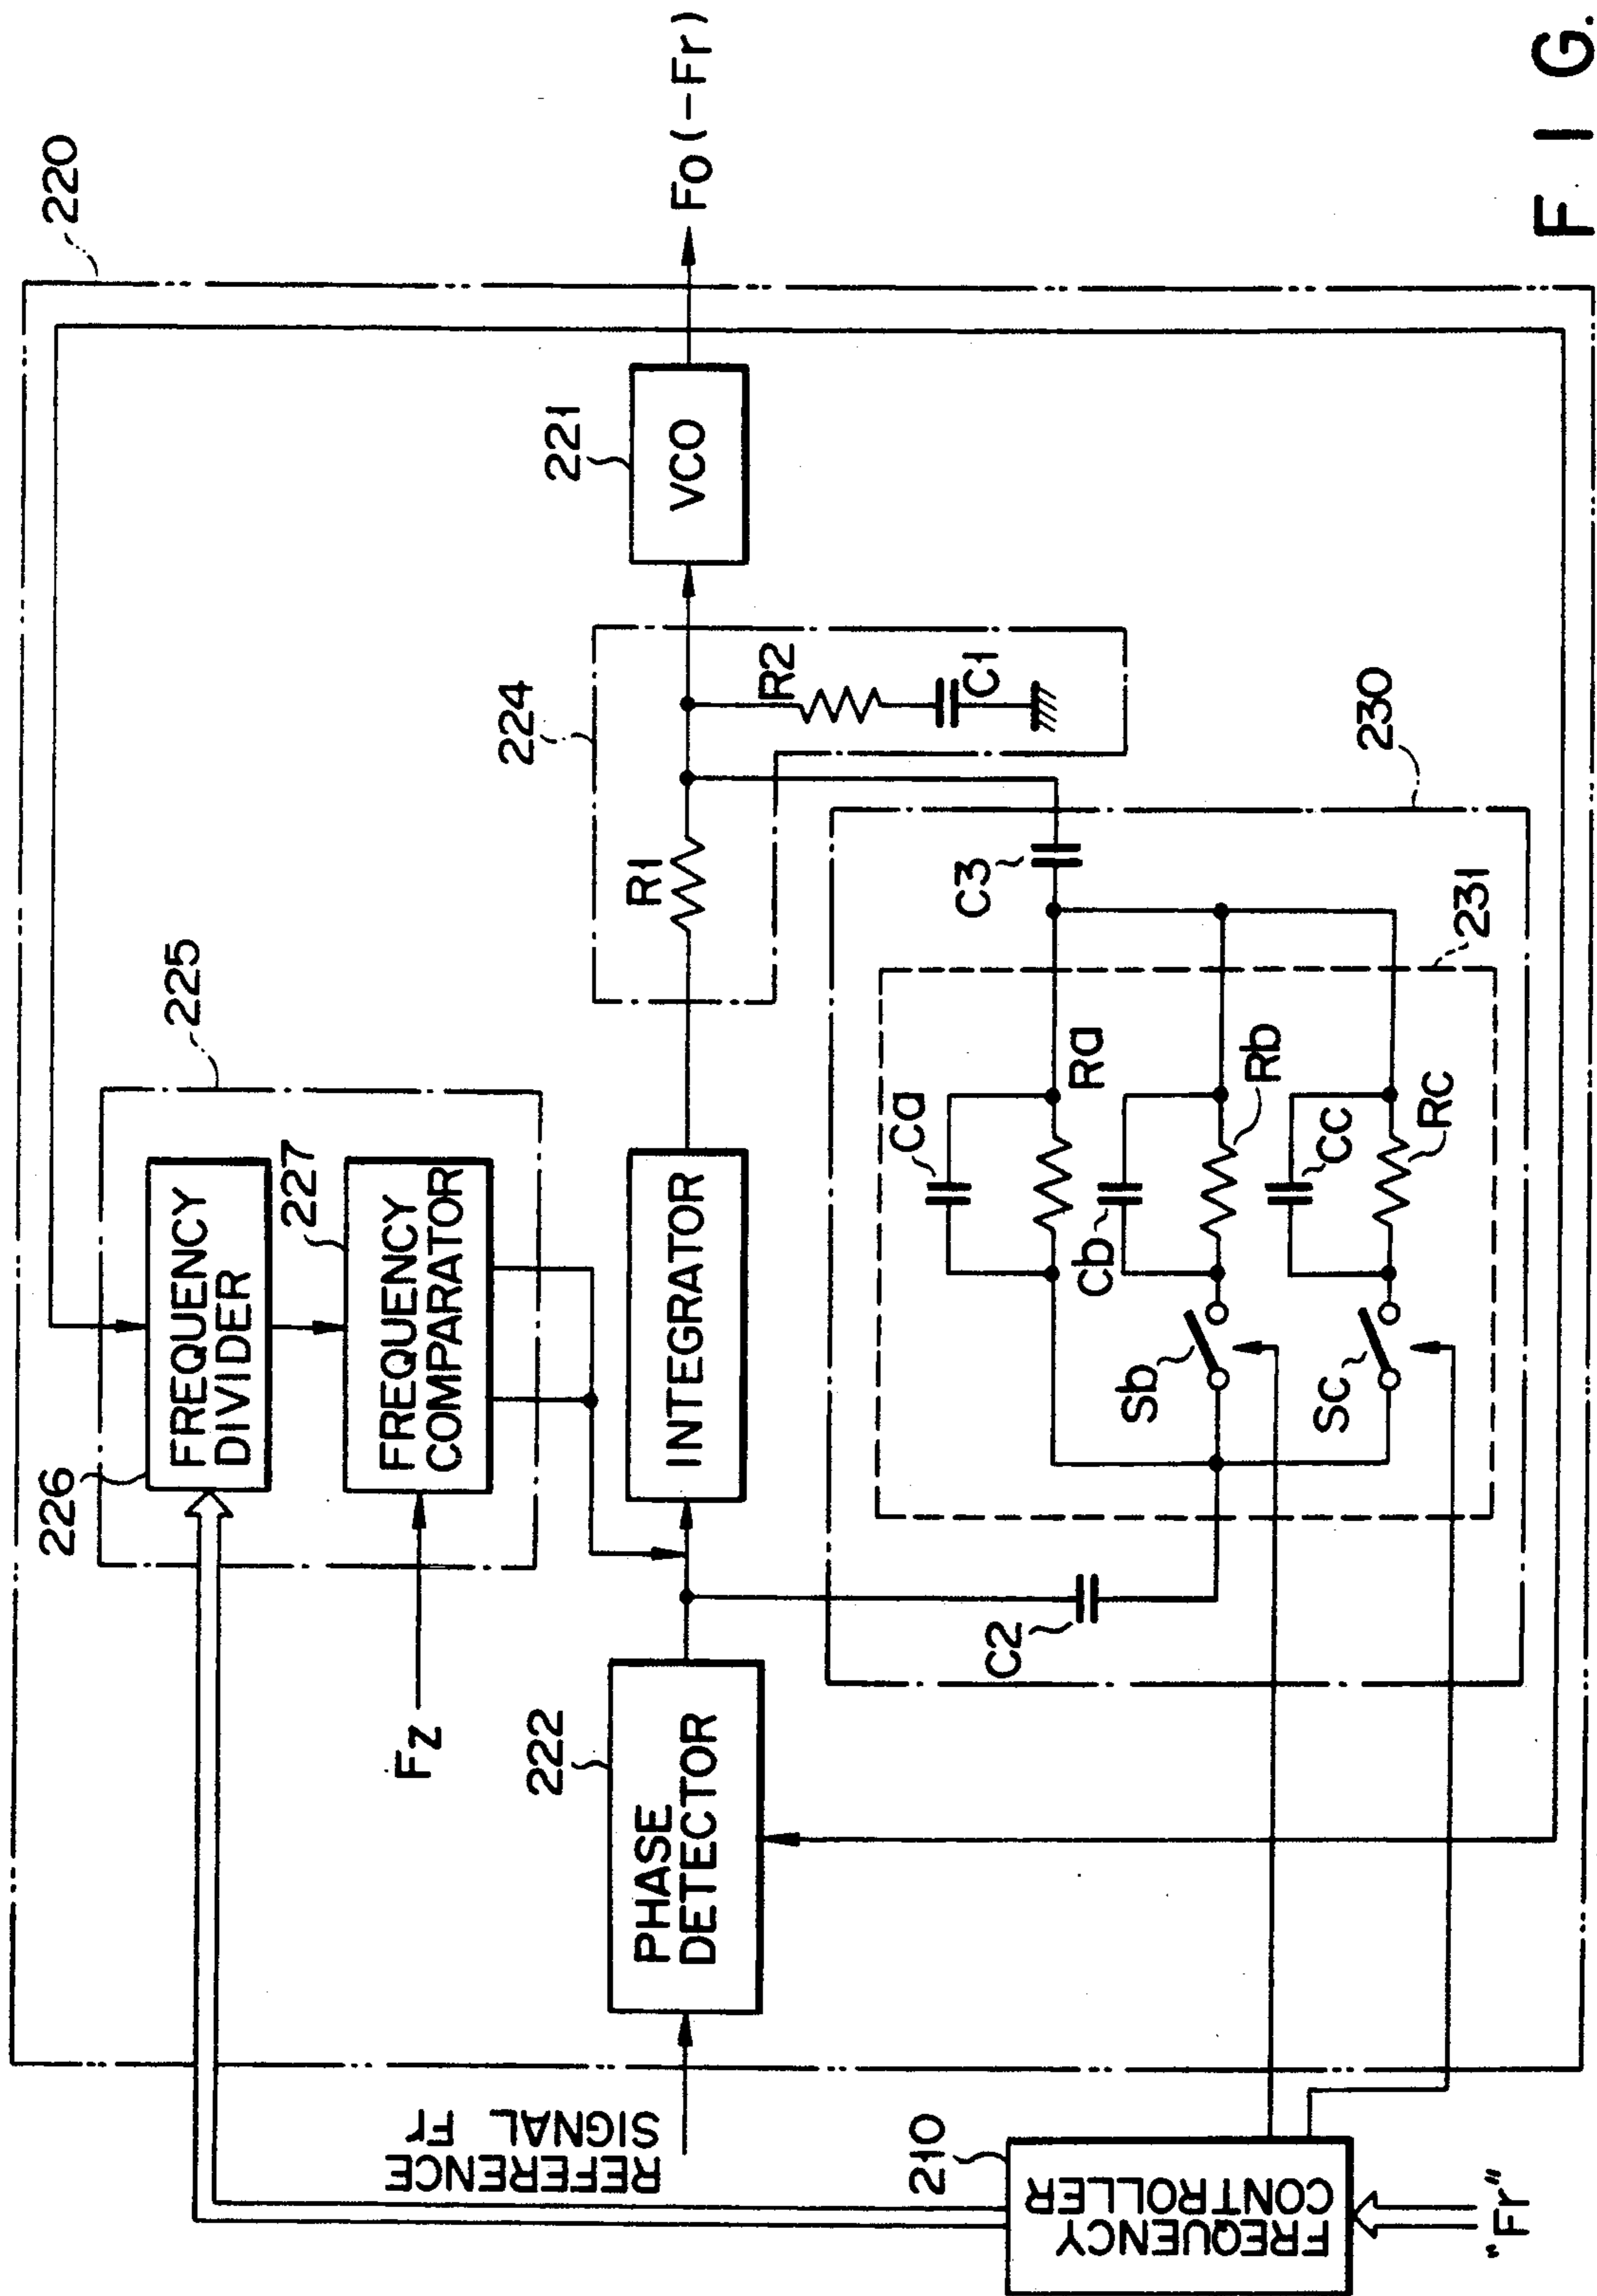 220
225
226
FREQUENCY
DIVIDER
227
FREQUENCY
COMPARATOR
Fz
222
PHASE
DETECTOR
REFERENCE
SIGNAL Fr
INTEGRATOR
224
R1
R2
C1
221
VCO
Fo(-Fr)
230
231
C2
C3
Ca
Ra
Cb
Rb
Sb
CC
RC
SC
210
FREQUENCY
CONTROLLER
"Fr"
F I G.